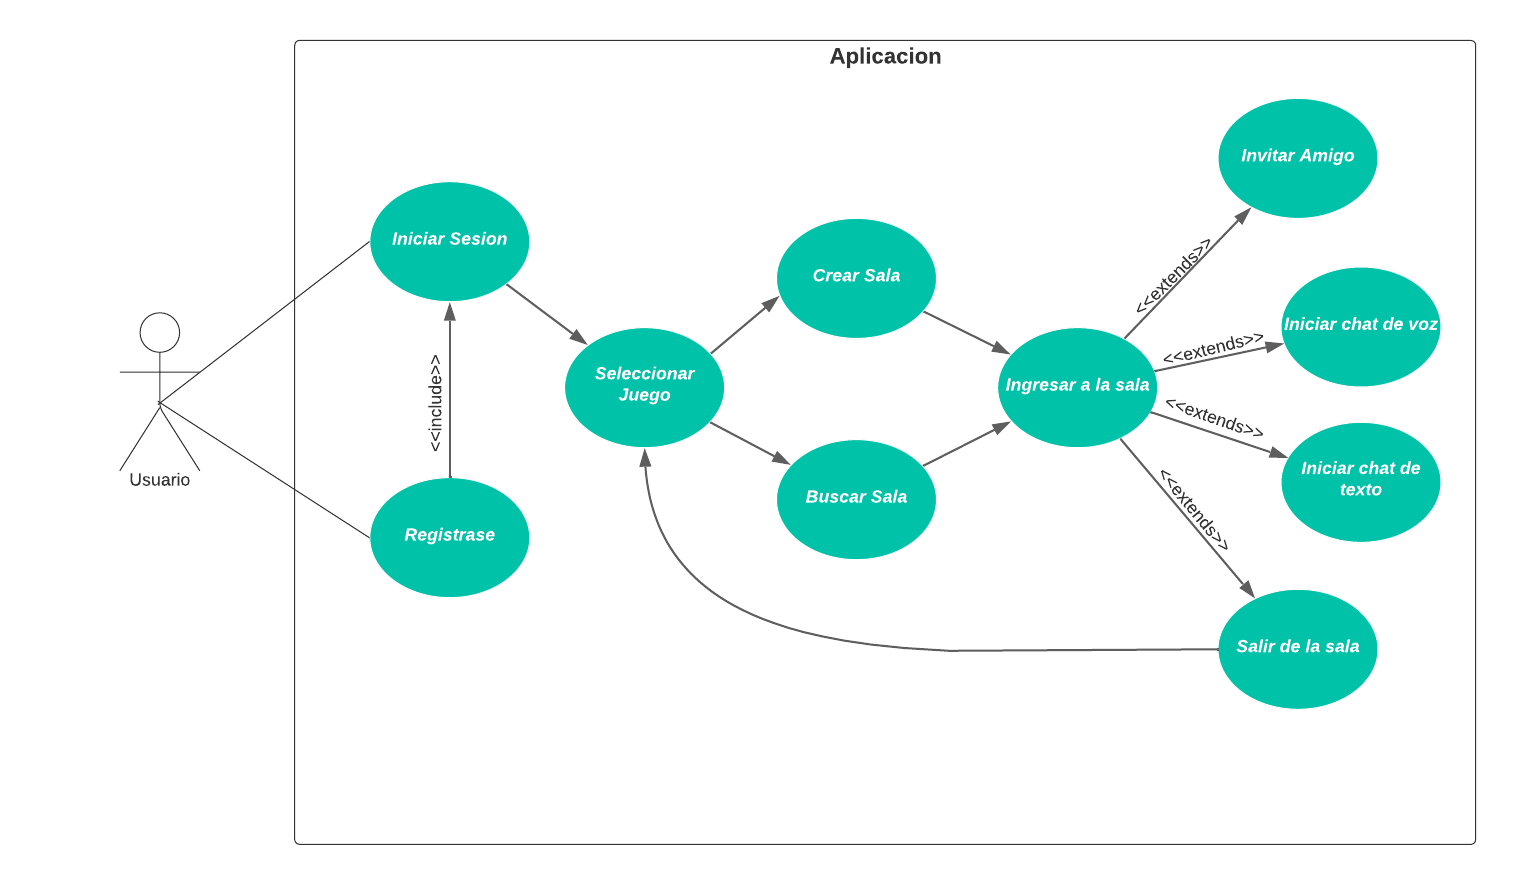 Aplicacion
Invitar Amigo
Iniciar Sesion
Crear Sala
<<extends>>
Iniciar chat de voz
<<extends>>
Seleccionar
Juego
Ingresar a la sala
<<include>>
<<extends>>
Usuario
Buscar Sala
Iniciar chat de
texto
<<extends>>
Registrase
Salir de la sala